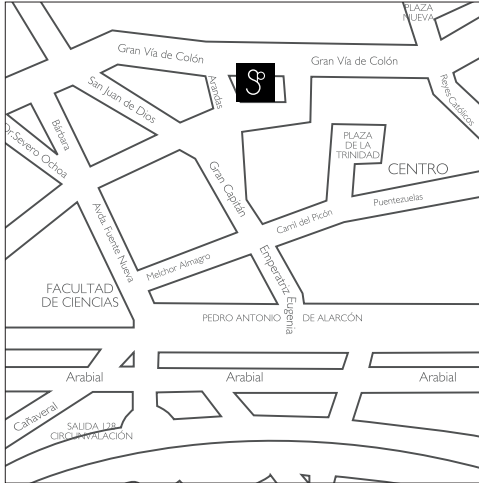 PLAZA
NUEVA
Gran Vía de Colón
Gran Vía de Colón
Arandas
San Juan de Dios
Reyes Católicos
Bárbara
Dr. Severo Ochoa
PLAZA
DE LA
TRINIDAD
CENTRO
Gran Capitán
Puentezuelas
Camil del Picón
Avda. Fuente Nueva
Melchor Almagro
Emperatriz Eugenia
FACULTAD
DE CIENCIAS
PEDRO ANTONIO DE ALARCÓN
Arabial
Arabial
Arabial
Cañaveral
SALIDA 128
CIRCUNVALACIÓN